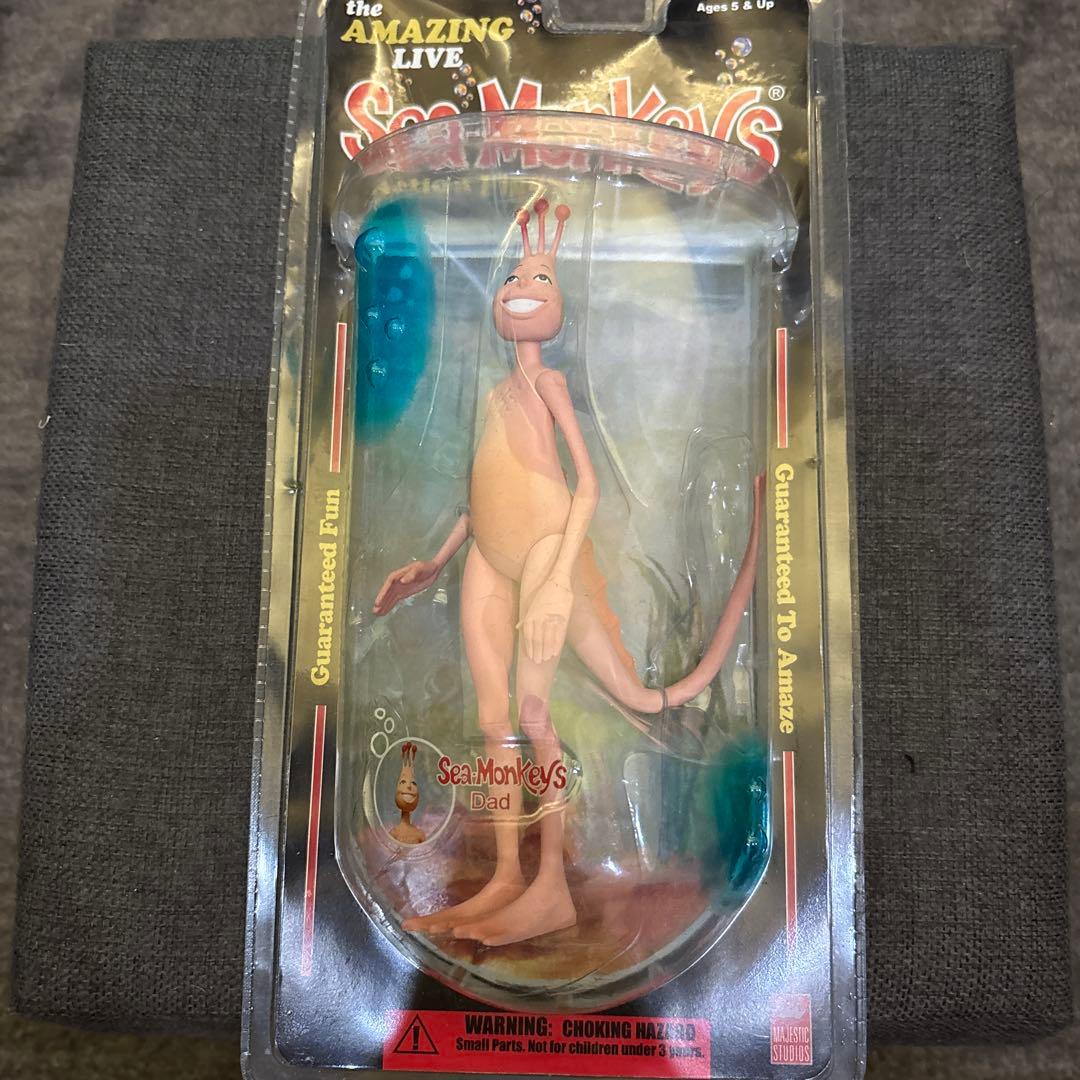 the
AMAZING
LIVE
Ages 5 & Up
Sea-Monkeys®
Guaranteed Fun
Guaranteed To Amaze
Sea-Monkeys
Dad
WARNING: CHOKING HAZARD
Small Parts. Not for children under 3 years.
MAJESTIC
STUDIOS